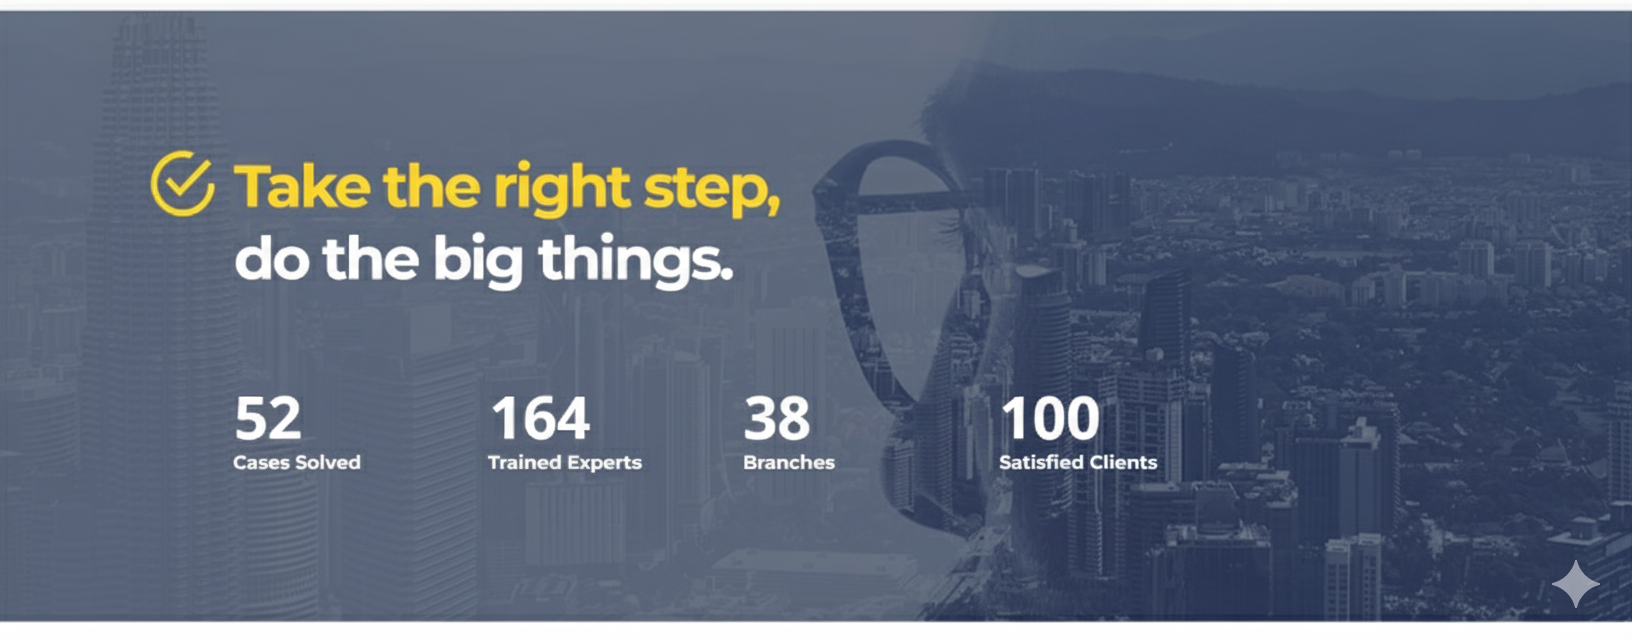 Take the right step,
do the big things.
52
Cases Solved
164
Trained Experts
38
Branches
100
Satisfied Clients